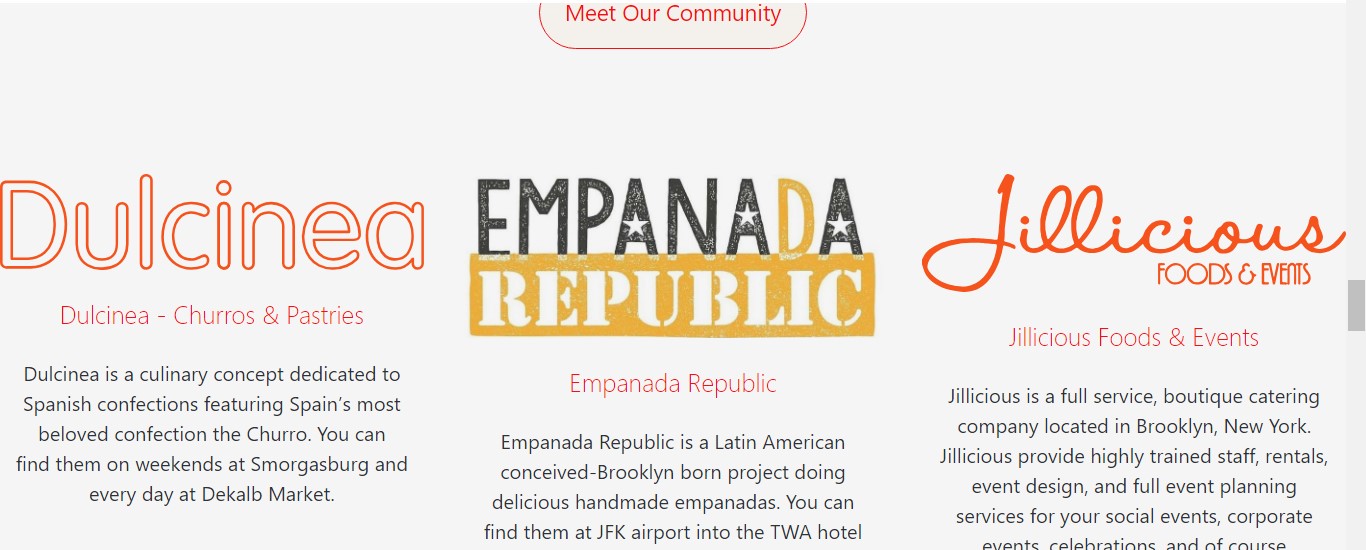 Meet Our Community
Dulcinea
Dulcinea - Churros & Pastries
Dulcinea is a culinary concept dedicated to
Spanish confections featuring Spain’s most
beloved confection the Churro. You can
find them on weekends at Smorgasburg and
every day at Dekalb Market.
EMPANADA
REPUBLIC
Empanada Republic
Empanada Republic is a Latin American
conceived-Brooklyn born project doing
delicious handmade empanadas. You can
find them at JFK airport into the TWA hotel
Jillicious
FOODS & EVENTS
Jillicious Foods & Events
Jillicious is a full service, boutique catering
company located in Brooklyn, New York.
Jillicious provide highly trained staff, rentals,
event design, and full event planning
services for your social events, corporate
events, celebrations, and of course